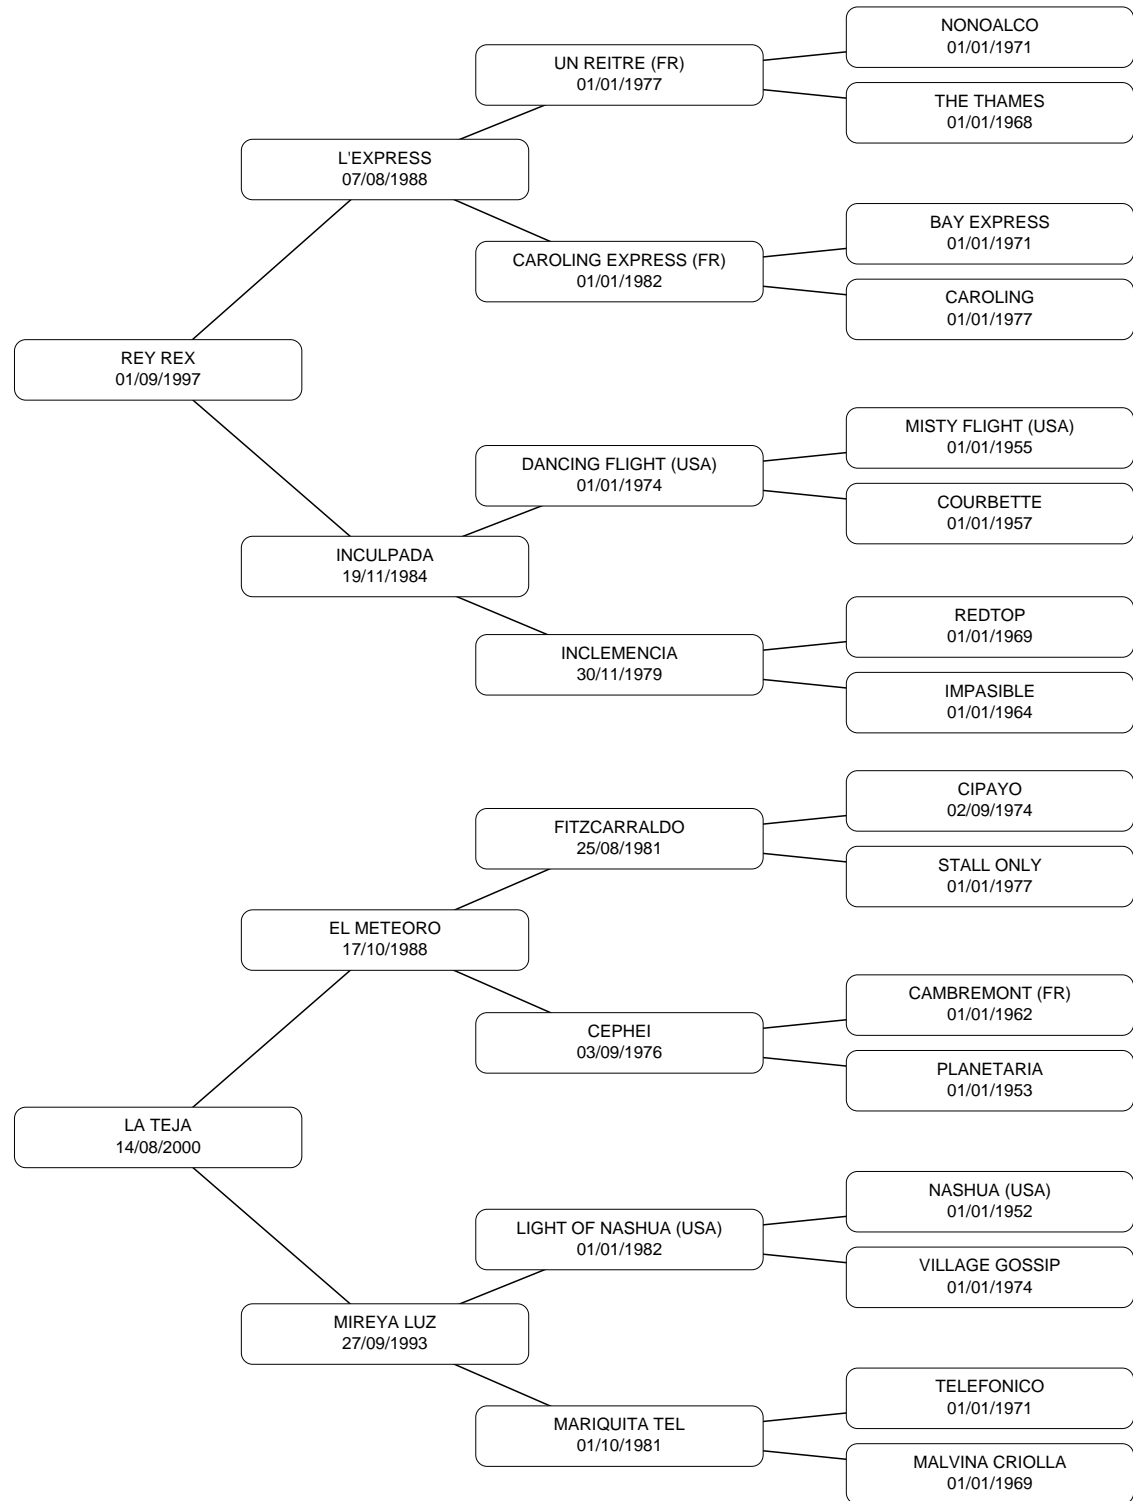 NONOALCO
01/01/1971
UN REITRE (FR)
01/01/1977
THE THAMES
01/01/1968
L'EXPRESS
07/08/1988
BAY EXPRESS
01/01/1971
CAROLING EXPRESS (FR)
01/01/1982
CAROLING
01/01/1977
REY REX
01/09/1997
MISTY FLIGHT (USA)
01/01/1955
DANCING FLIGHT (USA)
01/01/1974
COURBETTE
01/01/1957
INCULPADA
19/11/1984
REDTOP
01/01/1969
INCLEMENCIA
30/11/1979
IMPASIBLE
01/01/1964
CIPAYO
02/09/1974
FITZCARRALDO
25/08/1981
STALL ONLY
01/01/1977
EL METEORO
17/10/1988
CAMBREMONT (FR)
01/01/1962
CEPHEI
03/09/1976
PLANETARIA
01/01/1953
LA TEJA
14/08/2000
NASHUA (USA)
01/01/1952
LIGHT OF NASHUA (USA)
01/01/1982
VILLAGE GOSSIP
01/01/1974
MIREYA LUZ
27/09/1993
TELEFONICO
01/01/1971
MARIQUITA TEL
01/10/1981
MALVINA CRIOLLA
01/01/1969